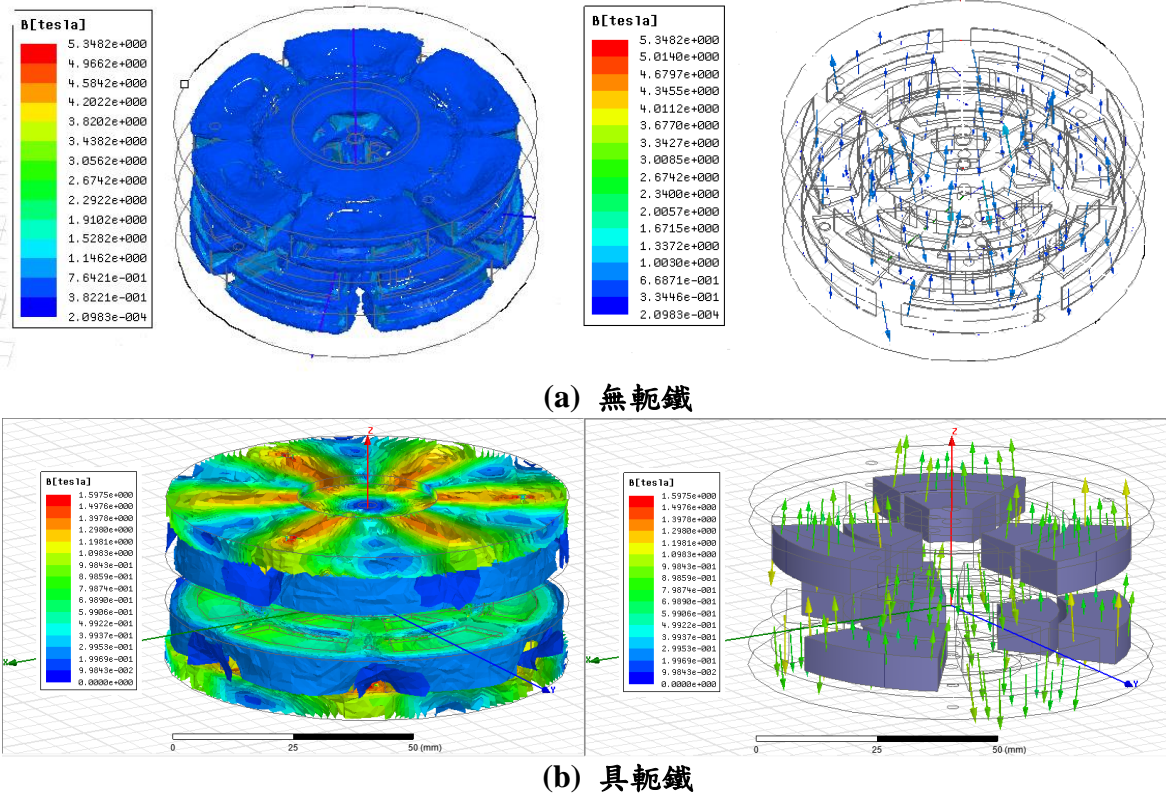 B[tesla]
5.3482e+000
4.9662e+000
4.5842e+000
4.2022e+000
3.8202e+000
3.4382e+000
3.0562e+000
2.6742e+000
2.2922e+000
1.9102e+000
1.5282e+000
1.1462e+000
7.6421e-001
3.8221e-001
2.0983e-004
B[tesla]
5.3482e+000
5.0140e+000
4.6797e+000
4.3455e+000
4.0112e+000
3.6770e+000
3.3427e+000
3.0085e+000
2.6742e+000
2.3400e+000
2.0057e+000
1.6715e+000
1.3372e+000
1.0030e+000
6.6871e-001
3.3446e-001
2.0983e-004
(a) 無軛鐵
B[tesla]
1.5975e+000
1.4976e+000
1.3978e+000
1.2980e+000
1.1981e+000
1.0983e+000
9.9843e-001
8.9859e-001
7.9874e-001
6.9890e-001
5.9906e-001
4.9922e-001
3.9937e-001
2.9953e-001
1.9969e-001
9.9843e-002
0.0000e+000
Z
X
Y
0
25
50 (mm)
B[tesla]
1.5975e+000
1.4976e+000
1.3978e+000
1.2980e+000
1.1981e+000
1.0983e+000
9.9843e-001
8.9859e-001
7.9874e-001
6.9890e-001
5.9906e-001
4.9922e-001
3.9937e-001
2.9953e-001
1.9969e-001
9.9843e-002
0.0000e+000
Z
X
Y
0
25
50 (mm)
(b) 具軛鐵